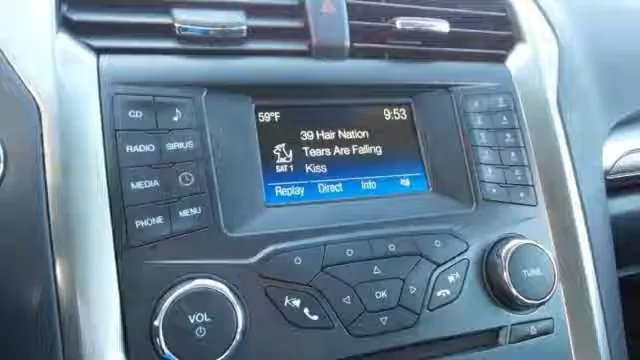 59°F 9:53
39 Hair Nation
Tears Are Falling
SAT 1 Kiss
Replay Direct Info
CD
RADIO SIRIUS
MEDIA
PHONE MENU
VOL
OK
TUNE